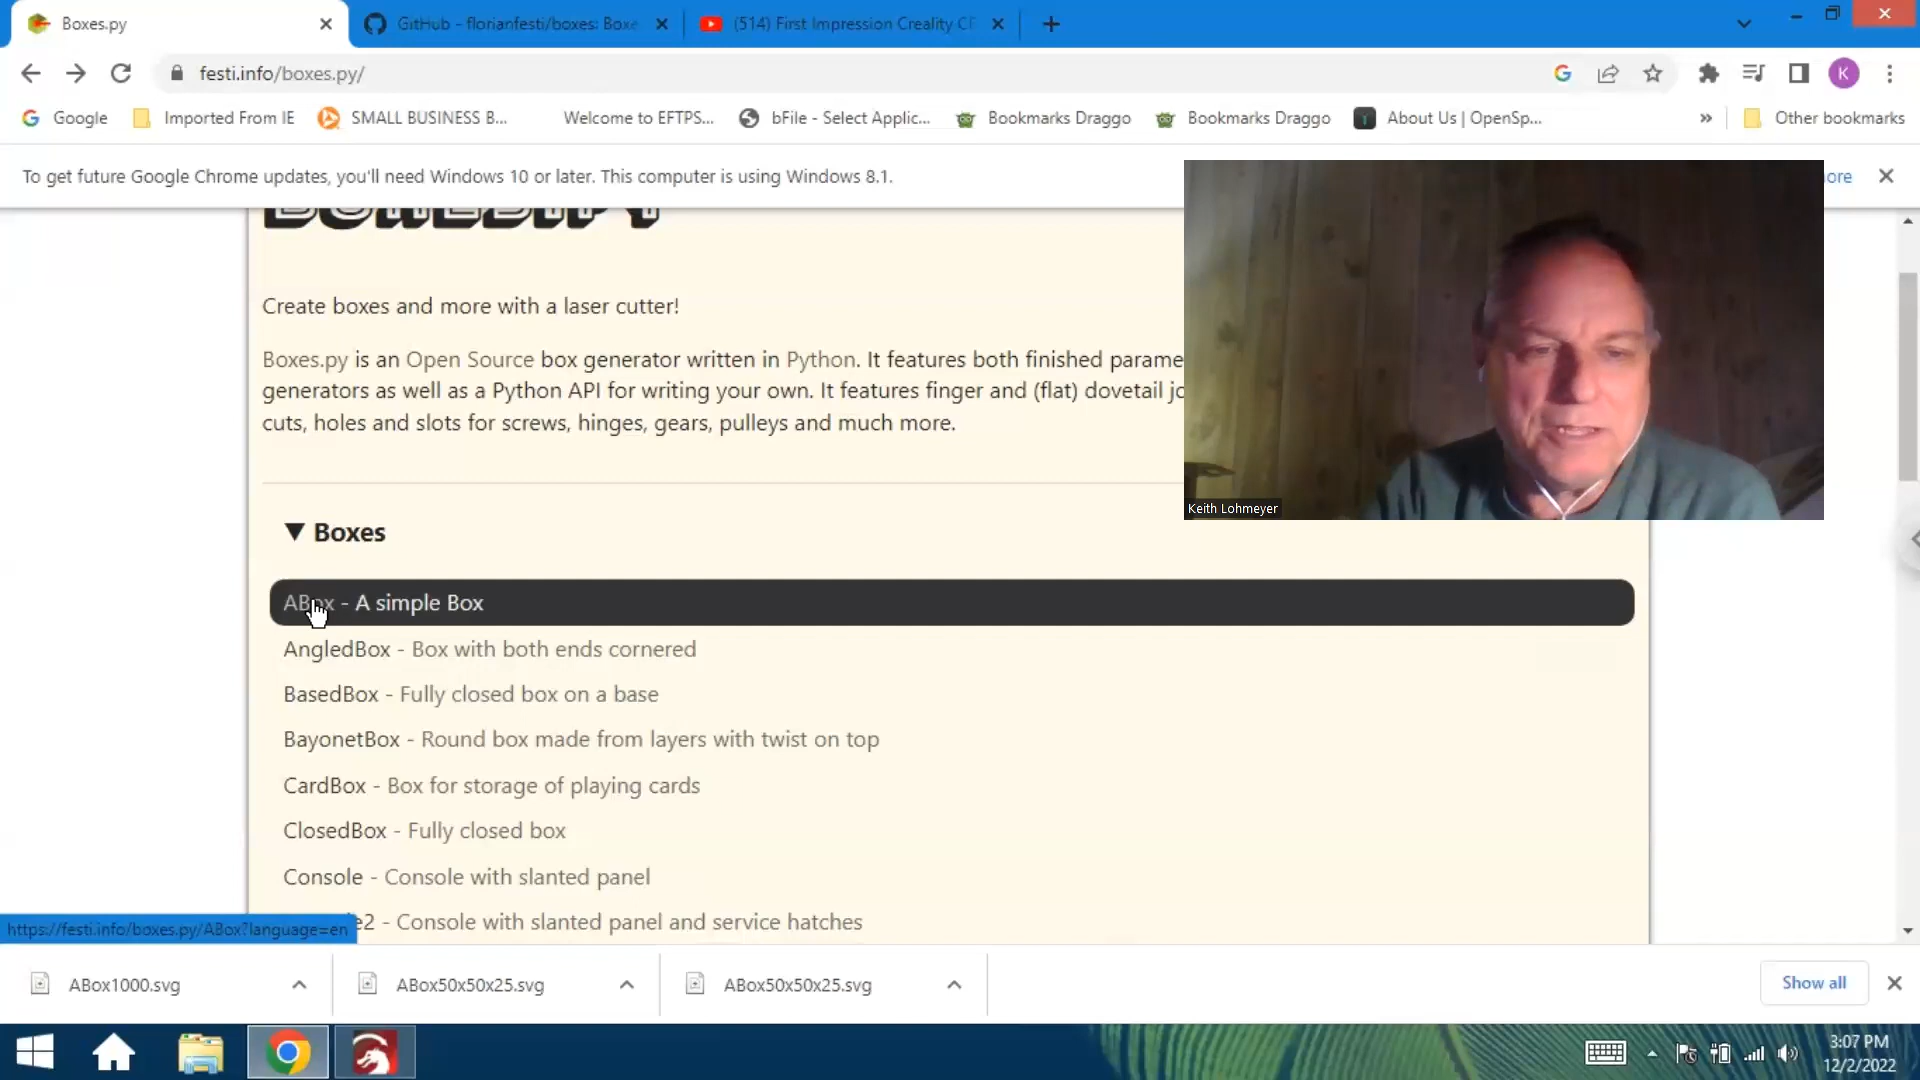 Boxes.py
GitHub - florianfesti/boxes: Boxe
(514) First Impression Creality CF
festi.info/boxes.py/
K
Google
Imported From IE
SMALL BUSINESS B...
Welcome to EFTPS...
bFile - Select Applic...
Bookmarks Draggo
Bookmarks Draggo
About Us | OpenSp...
»
Other bookmarks
To get future Google Chrome updates, you'll need Windows 10 or later. This computer is using Windows 8.1.
ore
Create boxes and more with a laser cutter!
Boxes.py is an Open Source box generator written in Python. It features both finished parame
generators as well as a Python API for writing your own. It features finger and (flat) dovetail jo
cuts, holes and slots for screws, hinges, gears, pulleys and much more.
Keith Lohmeyer
▼ Boxes
ABox - A simple Box
AngledBox - Box with both ends cornered
BasedBox - Fully closed box on a base
BayonetBox - Round box made from layers with twist on top
CardBox - Box for storage of playing cards
ClosedBox - Fully closed box
Console - Console with slanted panel
e2 - Console with slanted panel and service hatches
https://festi.info/boxes.py/ABox?language=en
ABox1000.svg
ABox50x50x25.svg
ABox50x50x25.svg
Show all
3:07 PM
12/2/2022